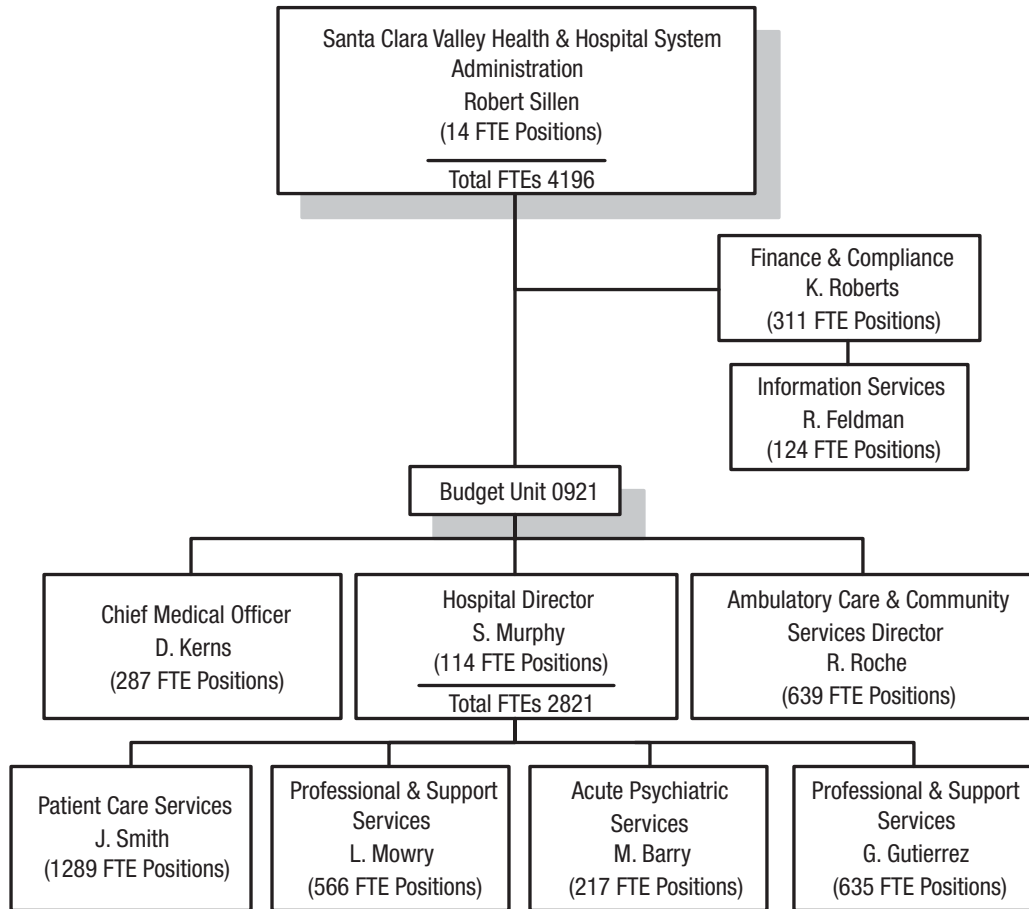 Santa Clara Valley Health & Hospital System
Administration
Robert Sillen
(14 FTE Positions)
Total FTEs 4196
Finance & Compliance
K. Roberts
(311 FTE Positions)
Information Services
R. Feldman
(124 FTE Positions)
Budget Unit 0921
Chief Medical Officer
D. Kerns
(287 FTE Positions)
Hospital Director
S. Murphy
(114 FTE Positions)
Total FTEs 2821
Ambulatory Care & Community
Services Director
R. Roche
(639 FTE Positions)
Patient Care Services
J. Smith
(1289 FTE Positions)
Professional & Support
Services
L. Mowry
(566 FTE Positions)
Acute Psychiatric
Services
M. Barry
(217 FTE Positions)
Professional & Support
Services
G. Gutierrez
(635 FTE Positions)